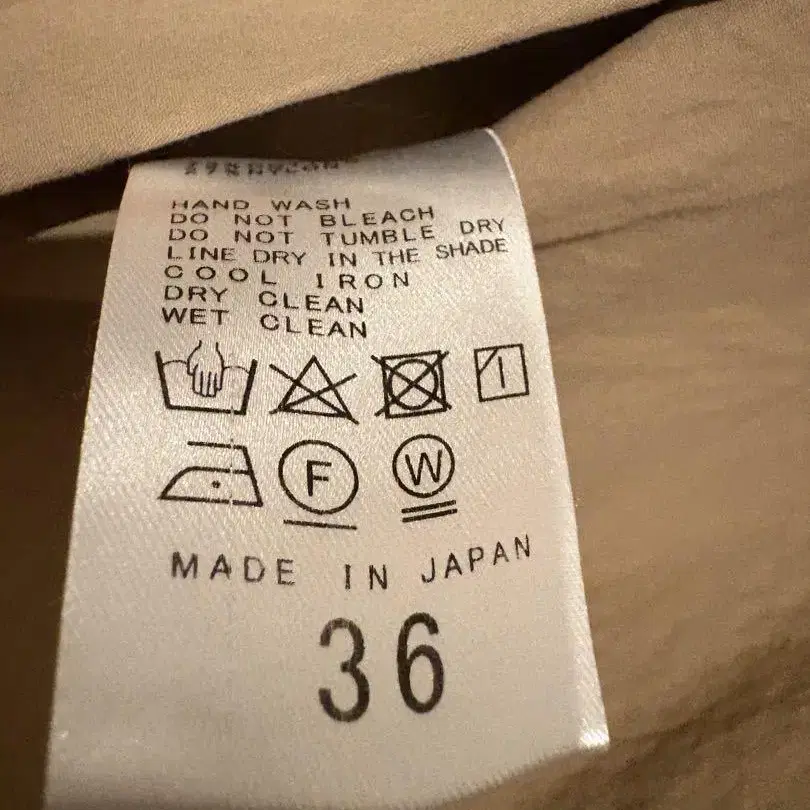 HAND WASH
DO NOT BLEACH
DO NOT TUMBLE DRY
LINE DRY IN THE SHADE
COOL IRON
DRY CLEAN
WET CLEAN
F W
MADE IN JAPAN
36